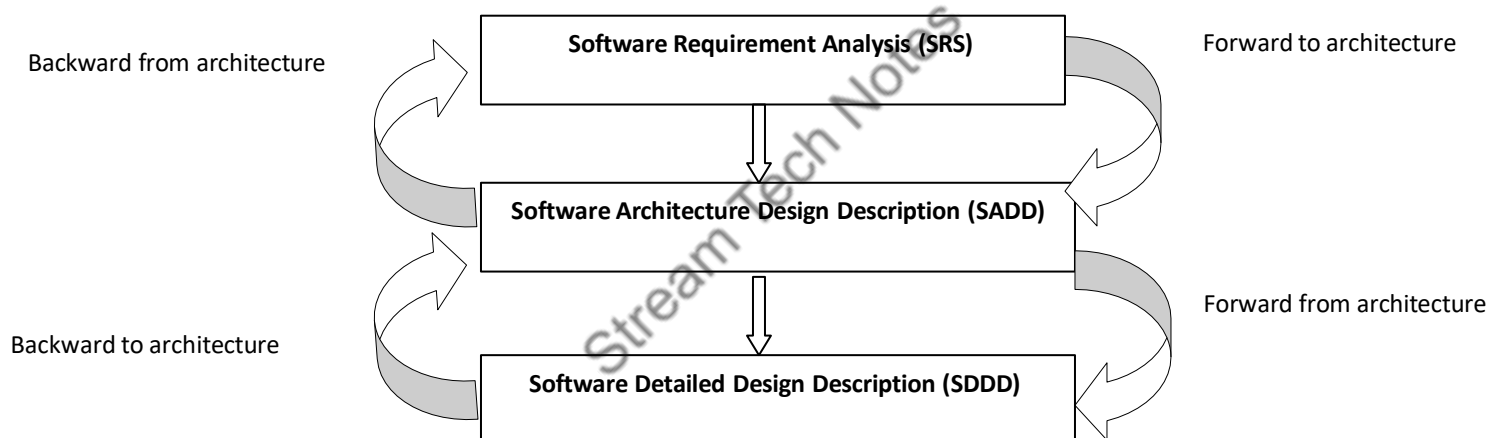 Software Requirement Analysis (SRS)
Forward to architecture
Backward from architecture
Software Architecture Design Description (SADD)
Forward from architecture
Backward to architecture
Software Detailed Design Description (SDDD)
Stream Tech Notes